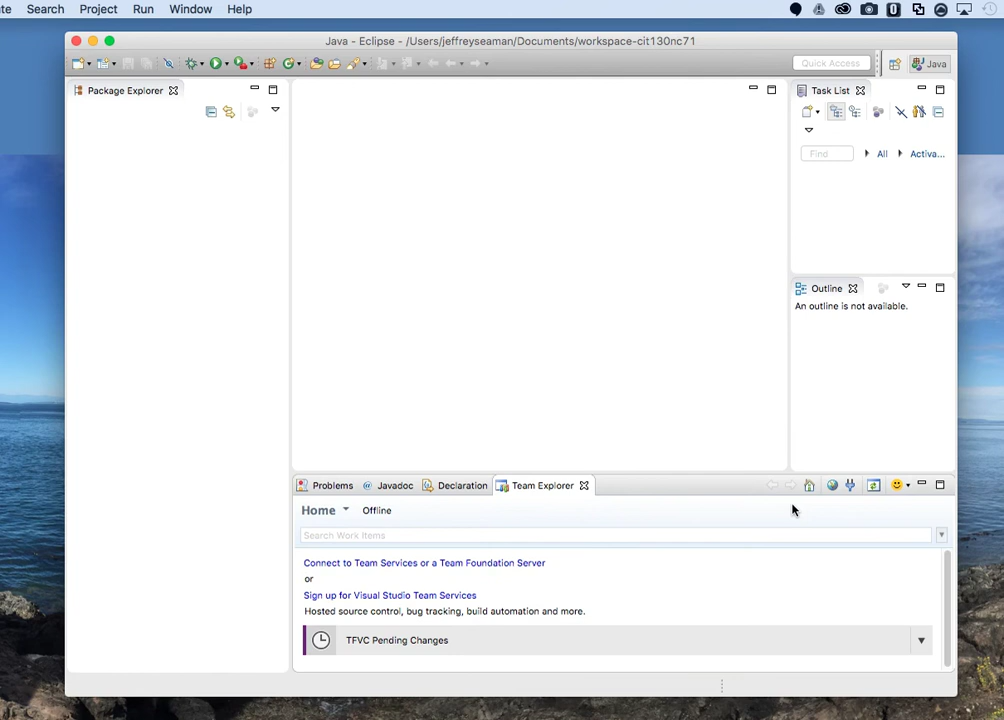 te Search Project Run Window Help
Java - Eclipse - /Users/jeffreyseaman/Documents/workspace-cit130nc71
Quick Access
Java
Package Explorer
Task List
Find
All
Activa...
Outline
An outline is not available.
Problems
Javadoc
Declaration
Team Explorer
Home
Offline
Search Work Items
Connect to Team Services or a Team Foundation Server
or
Sign up for Visual Studio Team Services
Hosted source control, bug tracking, build automation and more.
TFVC Pending Changes